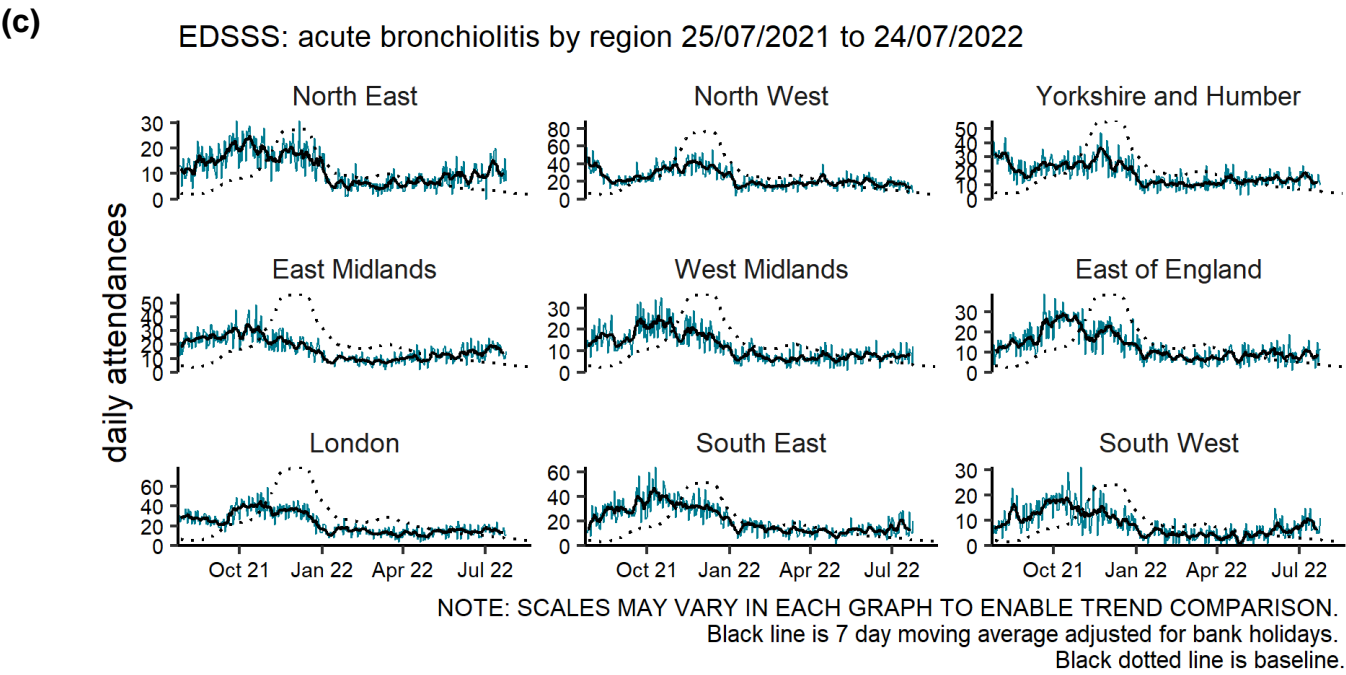 (c)
EDSSS: acute bronchiolitis by region 25/07/2021 to 24/07/2022
daily attendances
North East
30
20
10
0
North West
80
60
40
20
0
Yorkshire and Humber
50
40
30
20
10
0
East Midlands
50
40
30
20
10
0
West Midlands
30
20
10
0
East of England
30
20
10
0
London
60
40
20
0
Oct 21 Jan 22 Apr 22 Jul 22
South East
60
40
20
0
Oct 21 Jan 22 Apr 22 Jul 22
South West
30
20
10
0
Oct 21 Jan 22 Apr 22 Jul 22
NOTE: SCALES MAY VARY IN EACH GRAPH TO ENABLE TREND COMPARISON.
Black line is 7 day moving average adjusted for bank holidays.
Black dotted line is baseline.